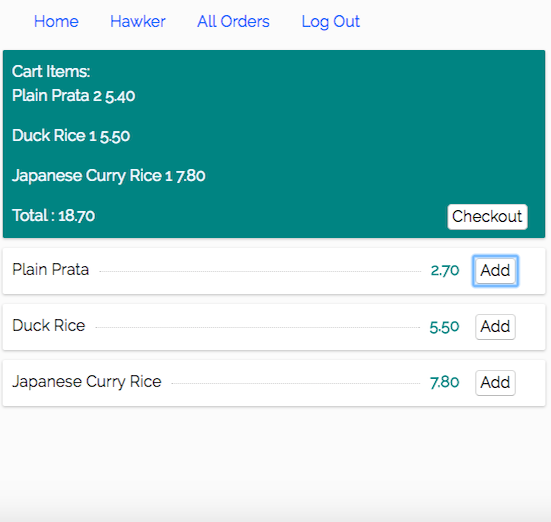 Home Hawker All Orders Log Out
Cart Items:
Plain Prata 2 5.40
Duck Rice 1 5.50
Japanese Curry Rice 1 7.80
Total : 18.70 Checkout
Plain Prata 2.70 Add
Duck Rice 5.50 Add
Japanese Curry Rice 7.80 Add